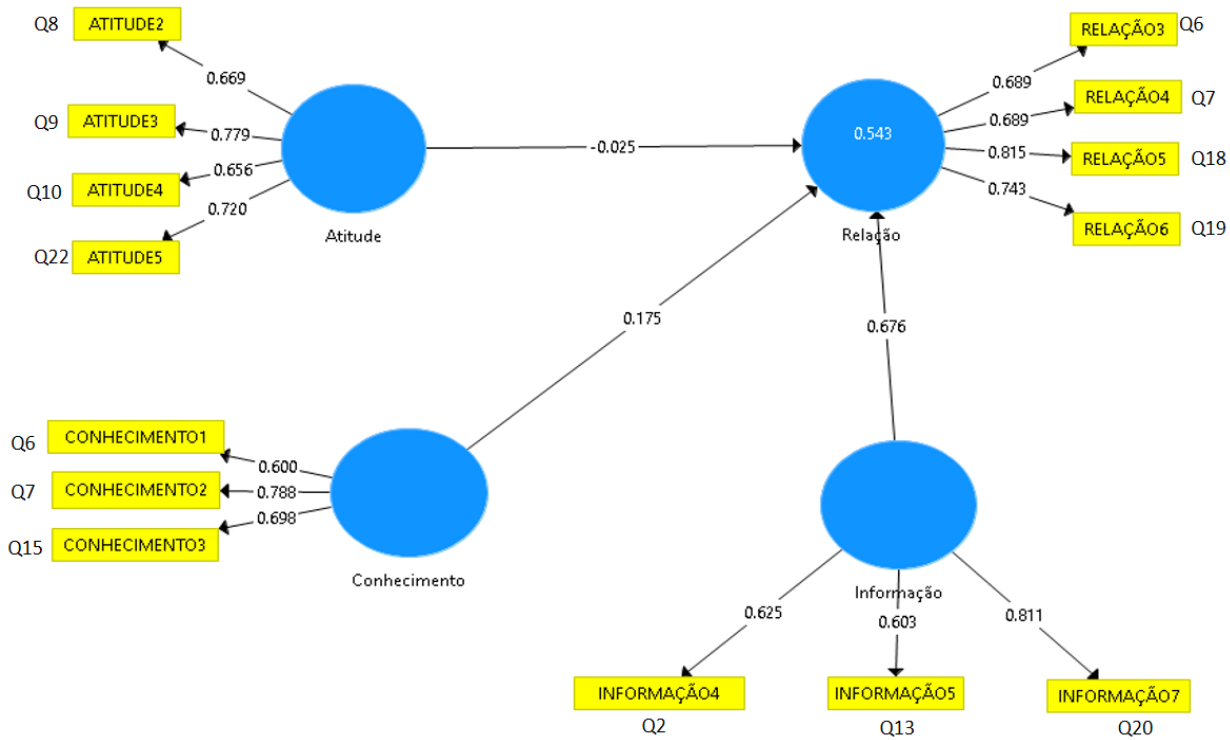 Q8 ATITUDE2
0.669
Q9 ATITUDE3
0.779
Q10 ATITUDE4
0.656
Q22 ATITUDE5
0.720
Atitude
-0.025
0.543
Relação
RELAÇÃO3 Q6
0.689
RELAÇÃO4 Q7
0.689
RELAÇÃO5 Q18
0.815
RELAÇÃO6 Q19
0.743
0.175
0.676
Q6 CONHECIMENTO1
0.600
Q7 CONHECIMENTO2
0.788
Q15 CONHECIMENTO3
0.698
Conhecimento
Informação
0.625
0.603
0.811
INFORMAÇÃO4
INFORMAÇÃO5
INFORMAÇÃO7
Q2
Q13
Q20